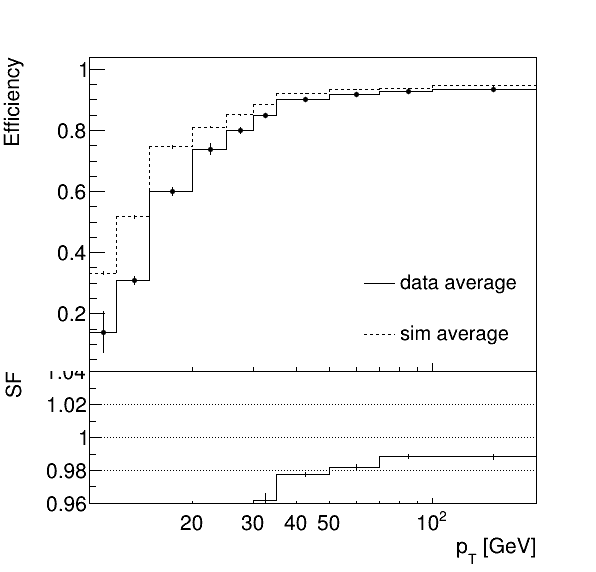 Efficiency
1
0.8
0.6
0.4
0.2
data average
sim average
SF
1.04
1.02
1
0.98
0.96
20 30 40 50 10²
p_T [GeV]